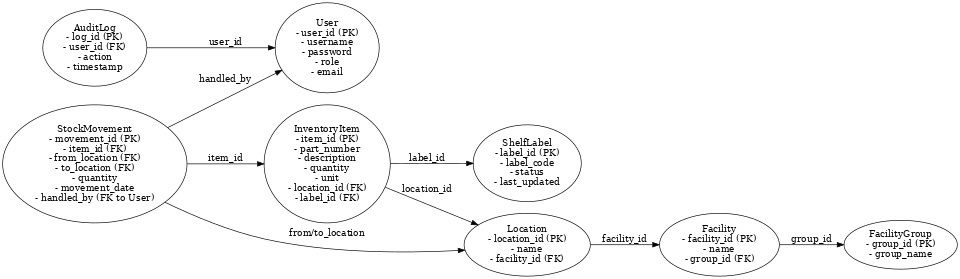 AuditLog
- log_id (PK)
- user_id (FK)
- action
- timestamp
user_id
User
- user_id (PK)
- username
- password
- role
- email
handled_by
StockMovement
- movement_id (PK)
- item_id (FK)
- from_location (FK)
- to_location (FK)
- quantity
- movement_date
- handled_by (FK to User)
item_id
InventoryItem
- item_id (PK)
- part_number
- description
- quantity
- unit
- location_id (FK)
- label_id (FK)
label_id
ShelfLabel
- label_id (PK)
- label_code
- status
- last_updated
location_id
from/to_location
Location
- location_id (PK)
- name
- facility_id (FK)
facility_id
Facility
- facility_id (PK)
- name
- group_id (FK)
group_id
FacilityGroup
- group_id (PK)
- group_name